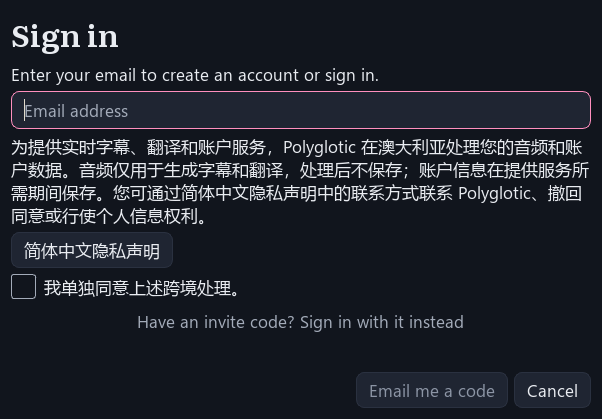 Sign in
Enter your email to create an account or sign in.
Email address
为提供实时字幕、翻译和账户服务，Polyglotic 在澳大利亚处理您的音频和账
户数据。音频仅用于生成字幕和翻译，处理后不保存；账户信息在提供服务所
需期间保存。您可通过简体中文隐私声明中的联系方式联系 Polyglotic、撤回
同意或行使个人信息权利。
简体中文隐私声明
我单独同意上述跨境处理。
Have an invite code? Sign in with it instead
Email me a code
Cancel